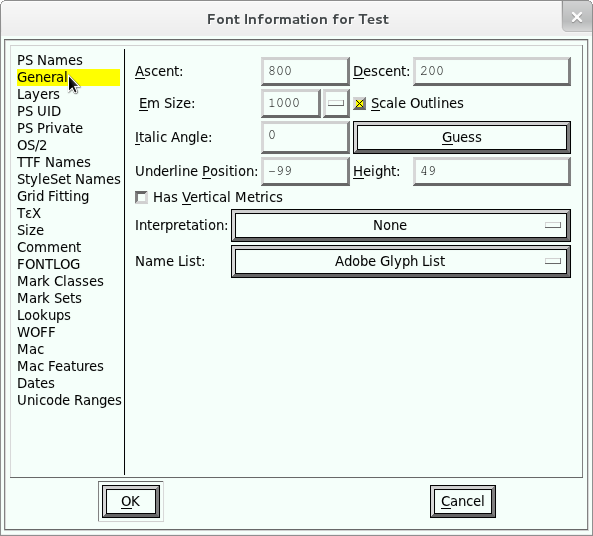 Font Information for Test
PS Names
General
Layers
PS UID
PS Private
OS/2
TTF Names
StyleSet Names
Grid Fitting
ΤεΧ
Size
Comment
FONTLOG
Mark Classes
Mark Sets
Lookups
WOFF
Mac
Mac Features
Dates
Unicode Ranges
Ascent: 800 Descent: 200
Em Size: 1000 Scale Outlines
Italic Angle: 0 Guess
Underline Position: -99 Height: 49
Has Vertical Metrics
Interpretation: None
Name List: Adobe Glyph List
OK Cancel